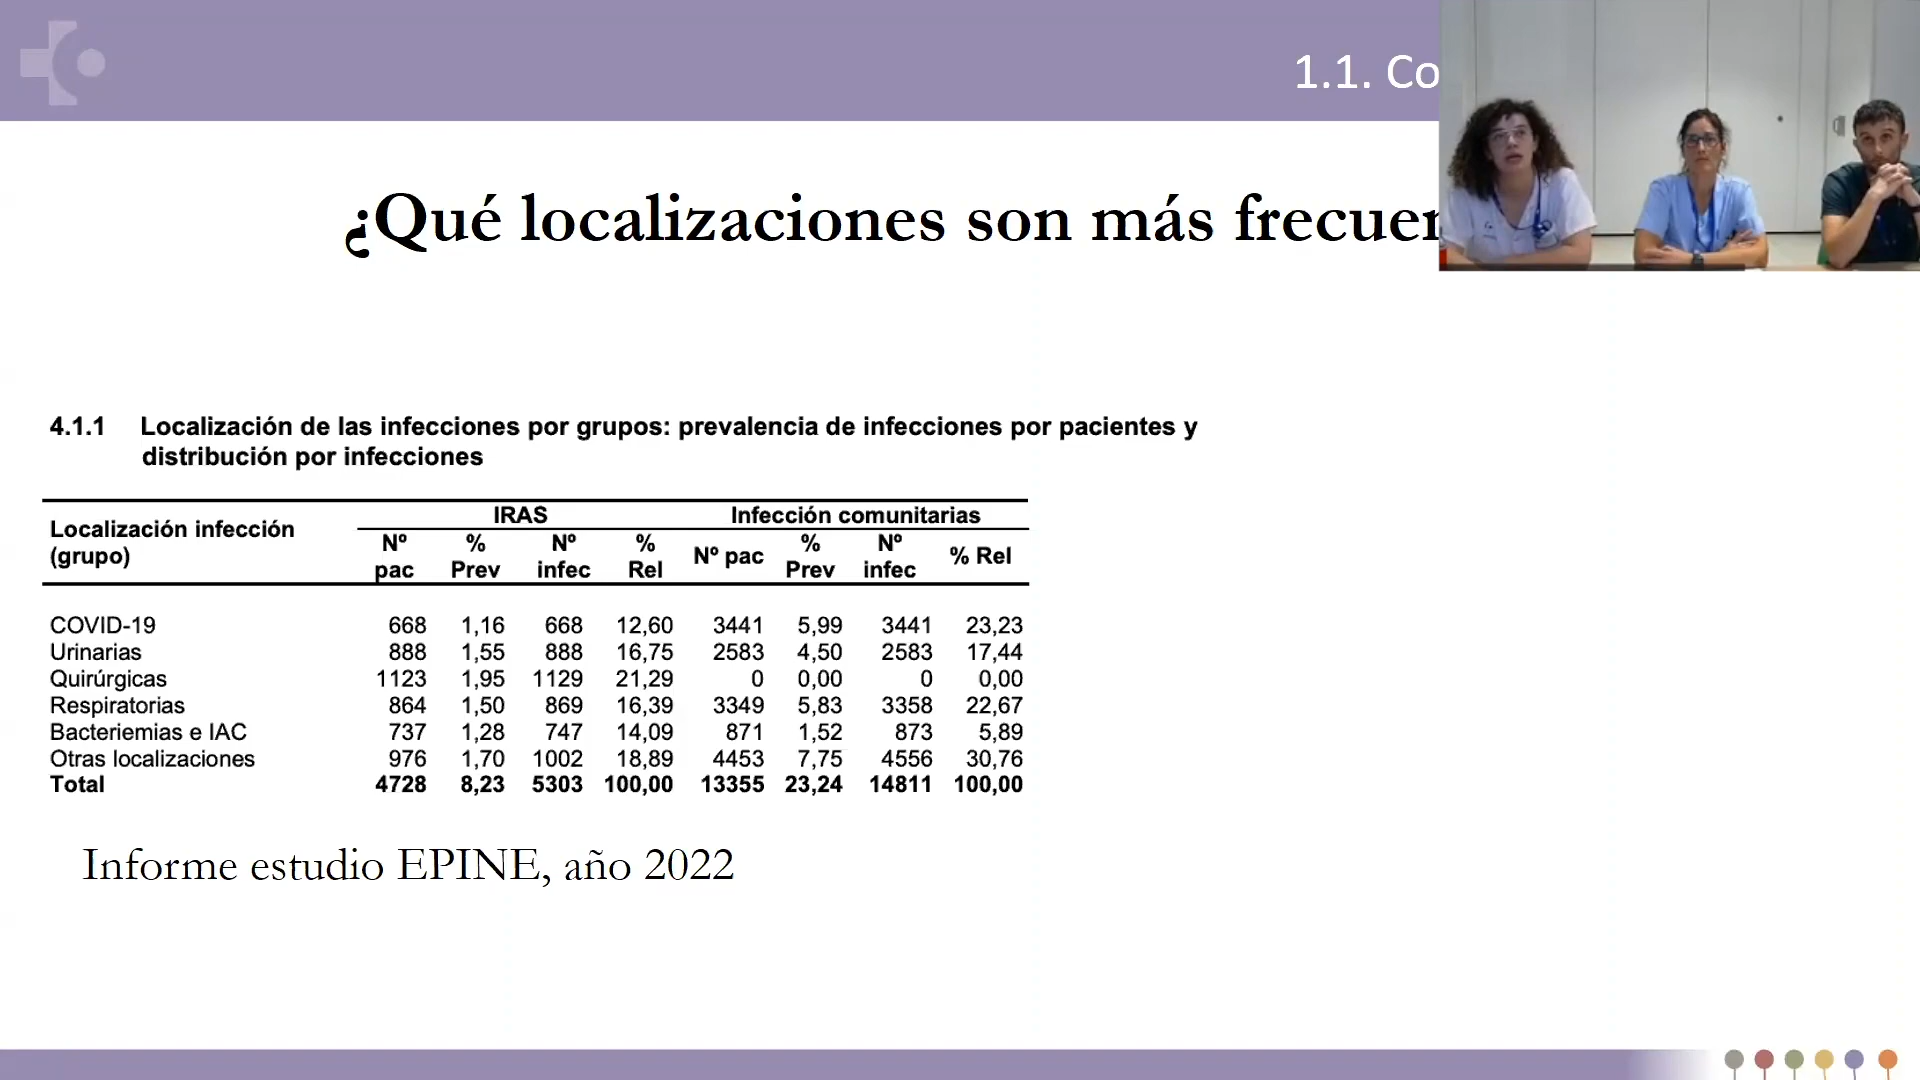 1.1. Co
¿Qué localizaciones son más frecuen
4.1.1 Localización de las infecciones por grupos: prevalencia de infecciones por pacientes y
distribución por infecciones
Localización infección (grupo) IRAS Infección comunitarias
Nº pac % Prev Nº infec % Rel Nº pac % Prev Nº infec % Rel
COVID-19 668 1,16 668 12,60 3441 5,99 3441 23,23
Urinarias 888 1,55 888 16,75 2583 4,50 2583 17,44
Quirúrgicas 1123 1,95 1129 21,29 0 0,00 0 0,00
Respiratorias 864 1,50 869 16,39 3349 5,83 3358 22,67
Bacteriemias e IAC 737 1,28 747 14,09 871 1,52 873 5,89
Otras localizaciones 976 1,70 1002 18,89 4453 7,75 4556 30,76
Total 4728 8,23 5303 100,00 13355 23,24 14811 100,00
Informe estudio EPINE, año 2022